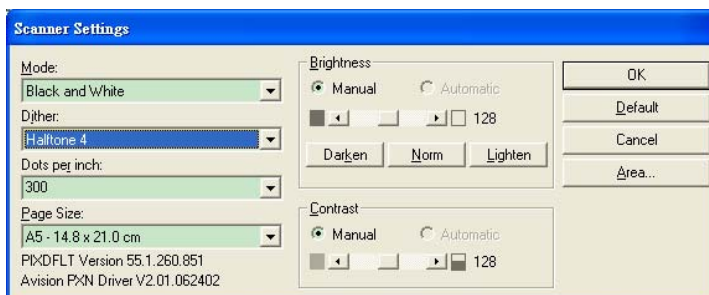 Scanner Settings
Mode:
Black and White
Dither:
Halftone 4
Dots per inch:
300
Page Size:
A5 - 14.8 x 21.0 cm
PIXDFLT Version 55.1.260.851
Avision PXN Driver V2.01.062402
Brightness
Manual Automatic
128
Darken Norm Lighten
Contrast
Manual Automatic
128
OK
Default
Cancel
Area...